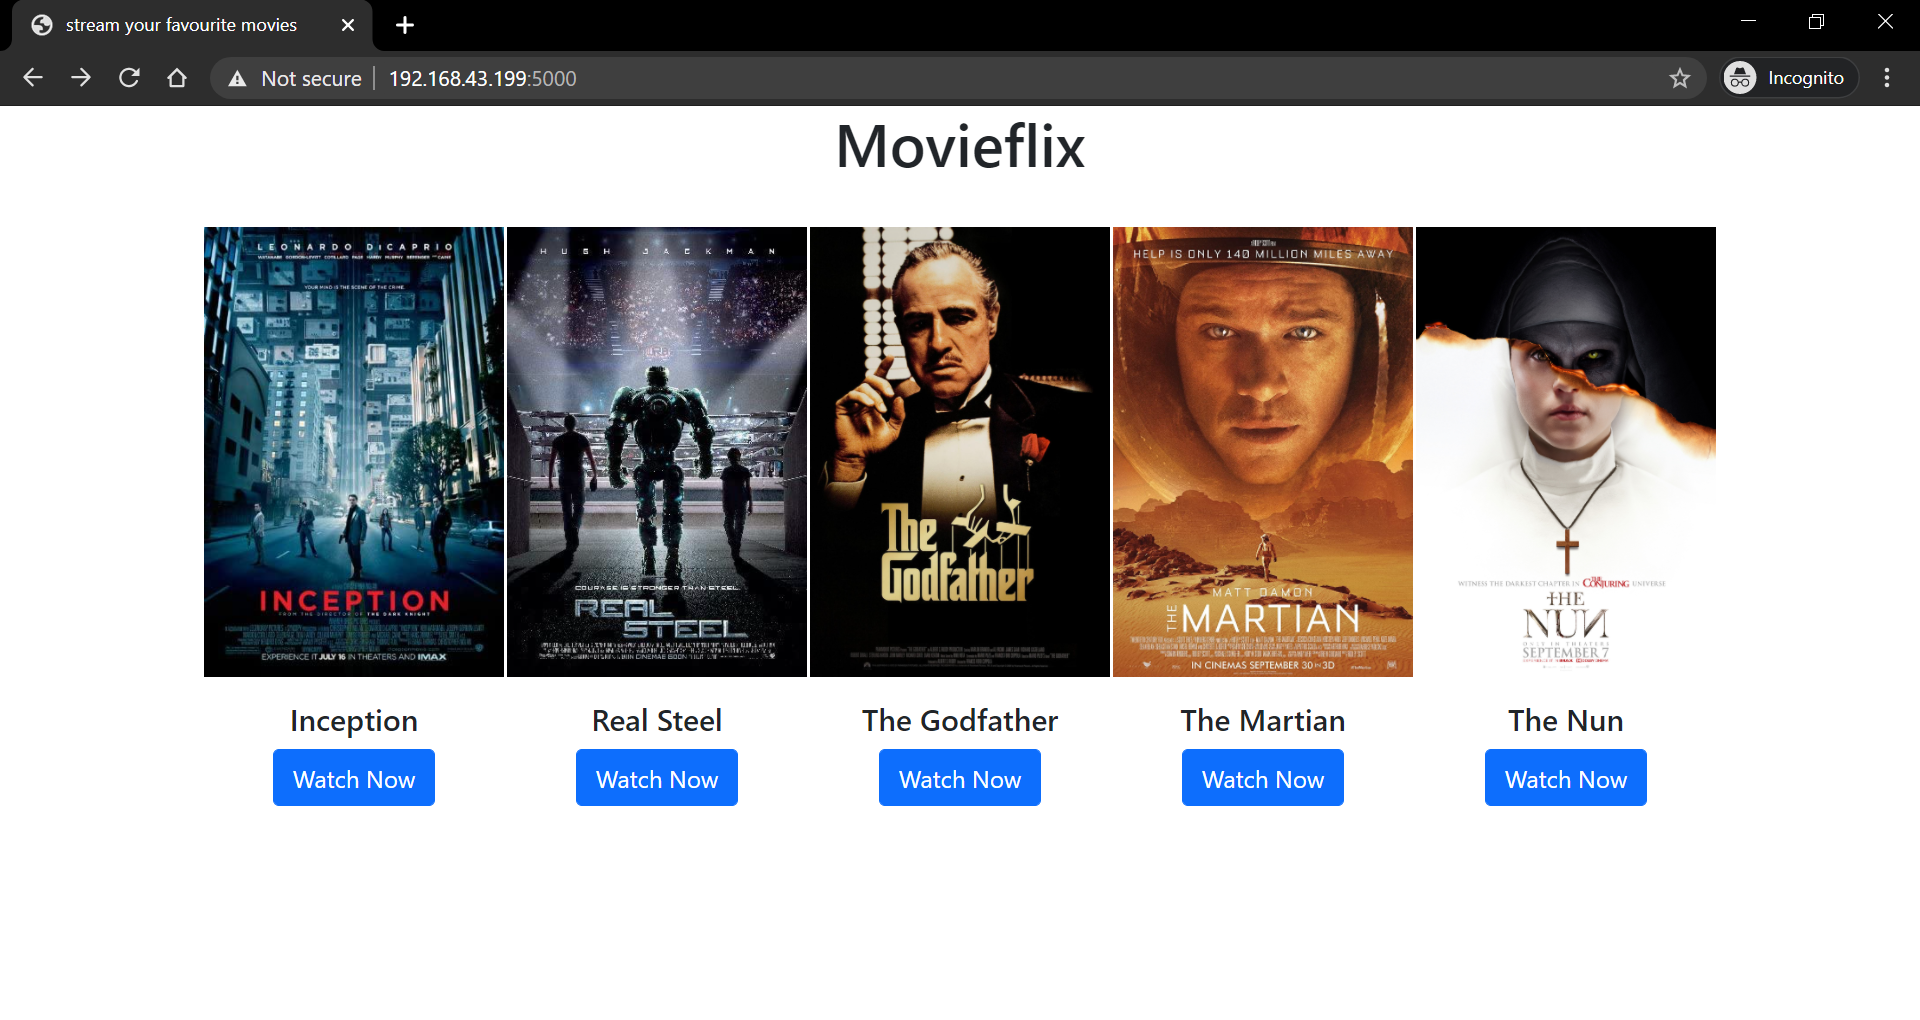 stream your favourite movies
Not secure
192.168.43.199:5000
Incognito
Movieflix
LEONARDO DiCAPRIO
YOUR MIND IS THE SCENE OF THE CRIME.
INCEPTION
FROM THE DIRECTOR OF THE DARK KNIGHT
EXPERIENCE IT JULY 16 IN THEATERS AND IMAX
HUGH JACKMAN
COURAGE IS STRONGER THAN STEEL
REAL
STEEL
The
Godfather
HELP IS ONLY 140 MILLION MILES AWAY
MATT DAMON
THE MARTIAN
IN CINEMAS SEPTEMBER 30 IN 3D
WITNESS THE DARKEST CHAPTER IN THE CONJURING UNIVERSE
THE
NUN
ONLY IN THEATERS
SEPTEMBER 7
Inception
Real Steel
The Godfather
The Martian
The Nun
Watch Now
Watch Now
Watch Now
Watch Now
Watch Now